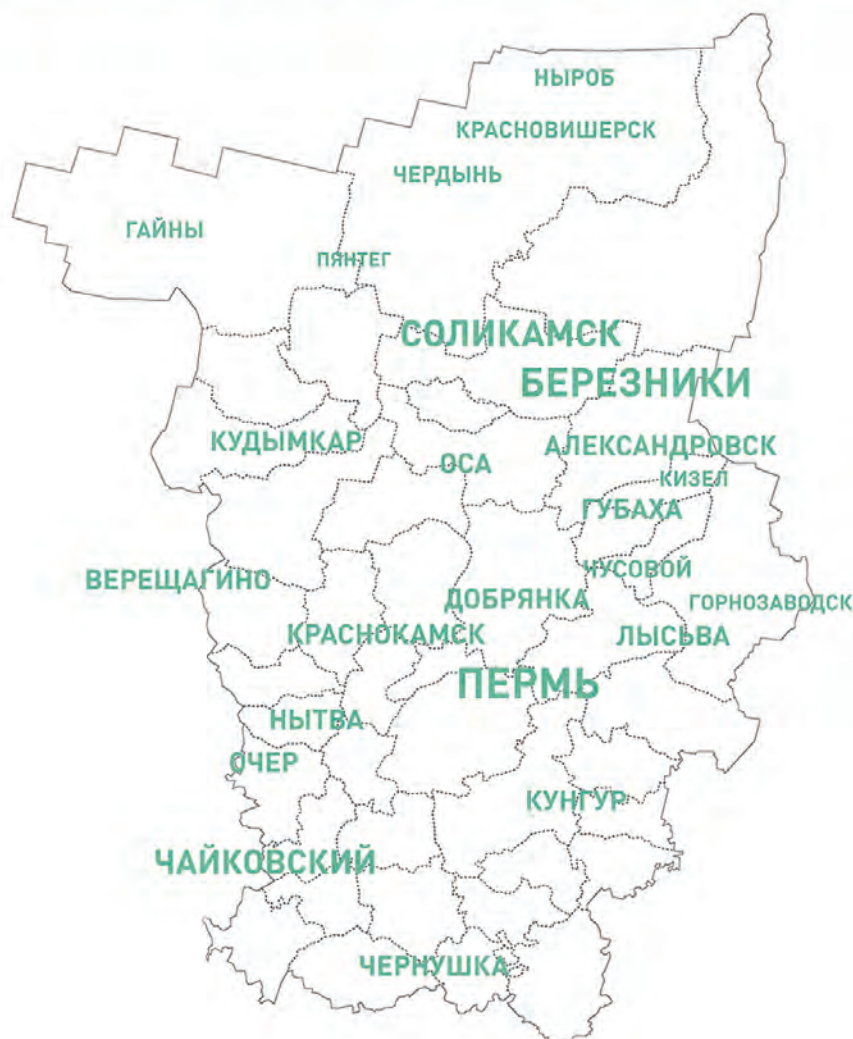 НЫРОБ
КРАСНОВИШЕРСК
ЧЕРДЫНЬ
ГАЙНЫ
ПЯНТЕГ
СОЛИКАМСК
БЕРЕЗНИКИ
КУДЫМКАР
АЛЕКСАНДРОВСК
ОСА
КИЗЕЛ
ГУБАХА
ВЕРЕЩАГИНО
ЧУСОВОЙ
ДОБРЯНКА
ГОРНОЗАВОДСК
КРАСНОКАМСК
ЛЫСЬВА
ПЕРМЬ
НЫТВА
ОЧЕР
КУНГУР
ЧАЙКОВСКИЙ
ЧЕРНУШКА